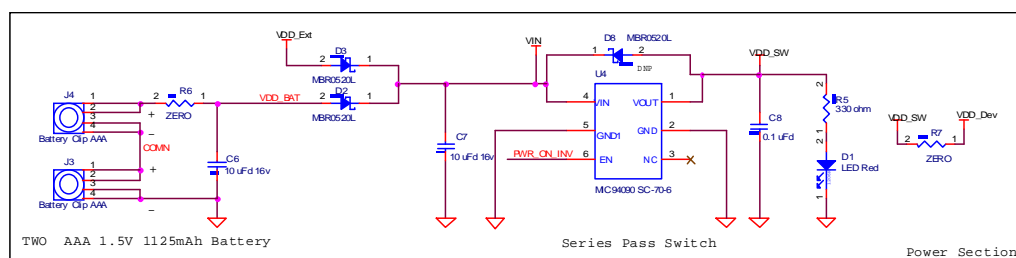 VDD_Ext
D3
2
1
MBR0520L
VIN
D8
MBR0520L
1
2
DNP
U4
VDD_SW
J4
1
2
3
4
+
−
Battery Clip AAA
R6
2
1
ZERO
VDD_BAT
2
1
D2
MBR0520L
4
VIN
VOUT
1
5
GND1
GND
2
6
EN
NC
3
PWR_ON_INV
MIC94090 SC-70-6
2
R5
330 ohm
1
2
D1
LED Red
1
VDD_SW
VDD_Dev
R7
2
1
ZERO
COMN
J3
1
2
3
4
+
−
Battery Clip AAA
C6
10 uFd 16v
C7
10 uFd 16v
C8
0.1 uFd
TWO AAA 1.5V 1125mAh Battery
Series Pass Switch
Power Section